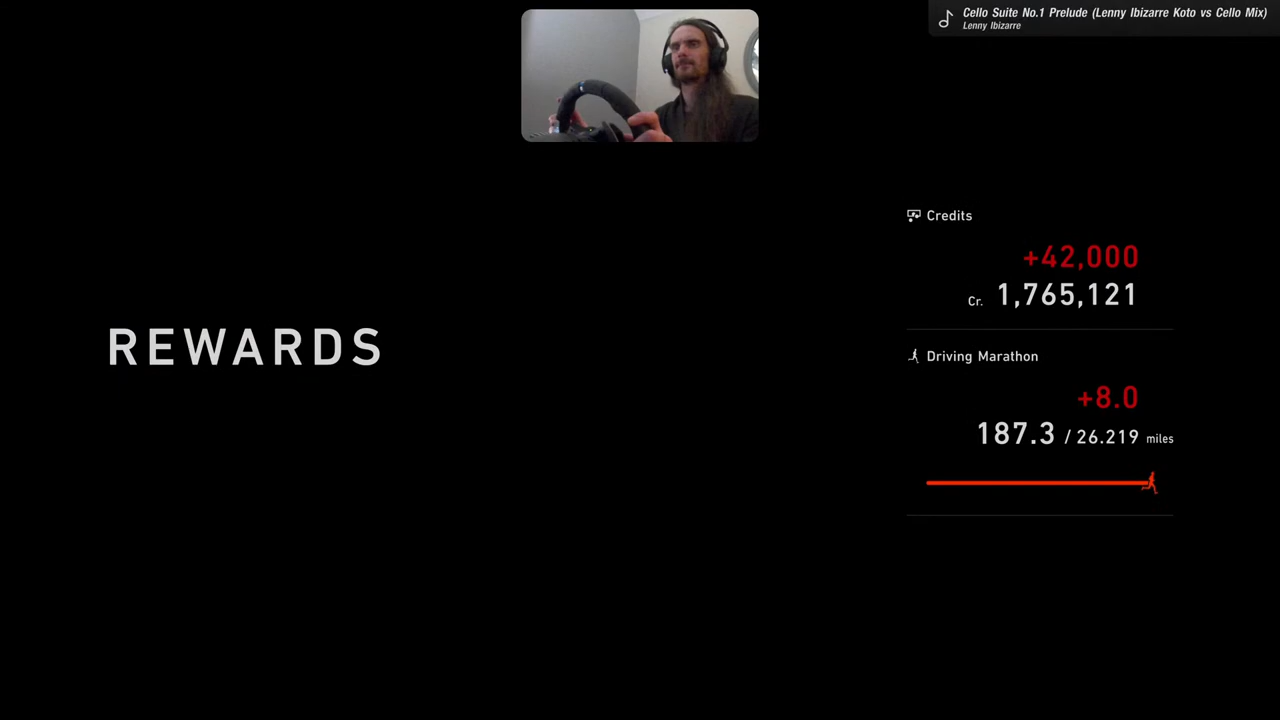 Cello Suite No.1 Prelude (Lenny Ibizarre Koto vs Cello Mix)
Lenny Ibizarre
REWARDS
Credits
+42,000
Cr. 1,765,121
Driving Marathon
+8.0
187.3 / 26.219 miles